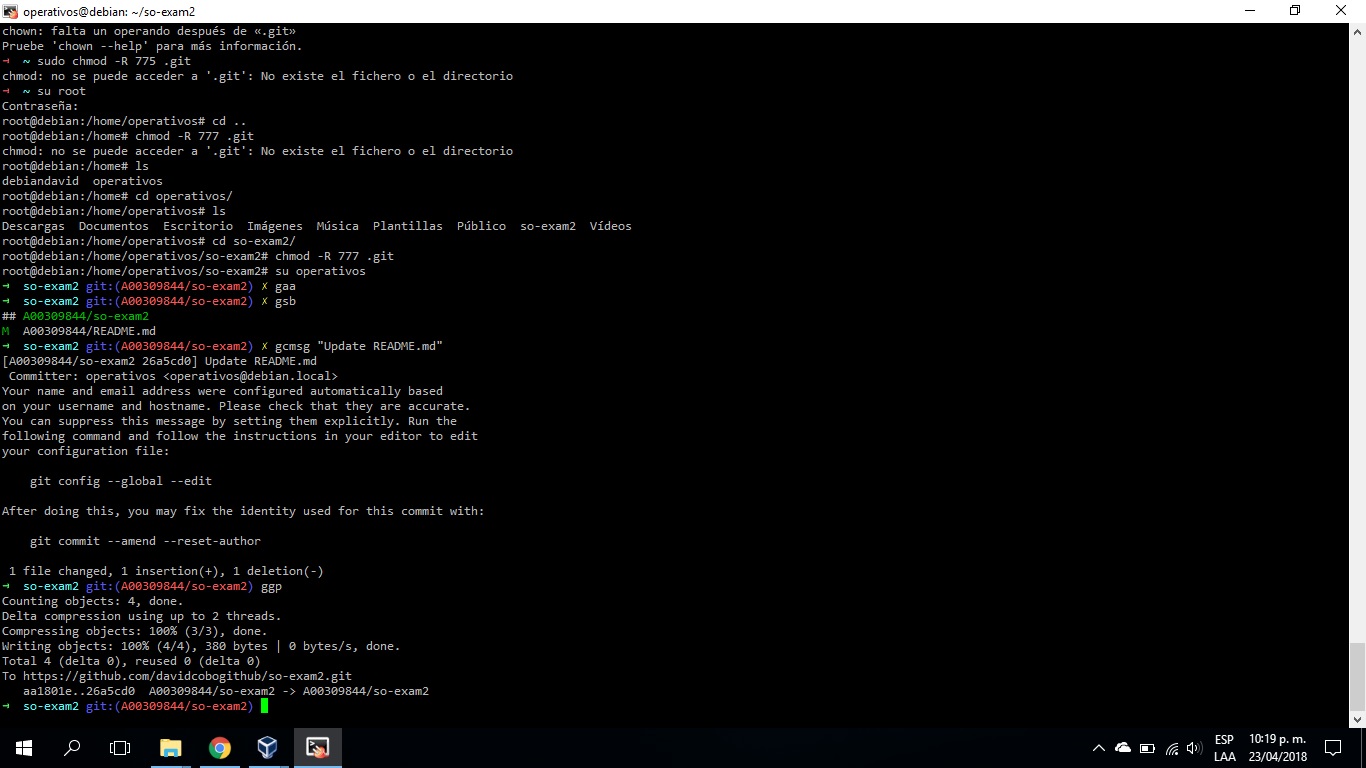 operativos@debian: ~/so-exam2
chown: falta un operando después de «.git»
Pruebe 'chown --help' para más información.
→ ~ sudo chmod -R 775 .git
chmod: no se puede acceder a '.git': No existe el fichero o el directorio
→ ~ su root
Contraseña:
root@debian:/home/operativos# cd ..
root@debian:/home# chmod -R 777 .git
chmod: no se puede acceder a '.git': No existe el fichero o el directorio
root@debian:/home# ls
debiandavid  operativos
root@debian:/home# cd operativos/
root@debian:/home/operativos# ls
Descargas  Documentos  Escritorio  Imágenes  Música  Plantillas  Público  so-exam2  Vídeos
root@debian:/home/operativos# cd so-exam2/
root@debian:/home/operativos/so-exam2# chmod -R 777 .git
root@debian:/home/operativos/so-exam2# su operativos
→ so-exam2 git:(A00309844/so-exam2) ✗ gaa
→ so-exam2 git:(A00309844/so-exam2) ✗ gsb
## A00309844/so-exam2
M  A00309844/README.md
→ so-exam2 git:(A00309844/so-exam2) ✗ gcmsg "Update README.md"
[A00309844/so-exam2 26a5cd0] Update README.md
 Committer: operativos <operativos@debian.local>
Your name and email address were configured automatically based
on your username and hostname. Please check that they are accurate.
You can suppress this message by setting them explicitly. Run the
following command and follow the instructions in your editor to edit
your configuration file:
    git config --global --edit
After doing this, you may fix the identity used for this commit with:
    git commit --amend --reset-author
 1 file changed, 1 insertion(+), 1 deletion(-)
→ so-exam2 git:(A00309844/so-exam2) ggp
Counting objects: 4, done.
Delta compression using up to 2 threads.
Compressing objects: 100% (3/3), done.
Writing objects: 100% (4/4), 380 bytes | 0 bytes/s, done.
Total 4 (delta 0), reused 0 (delta 0)
To https://github.com/davidcobogithub/so-exam2.git
   aa1801e..26a5cd0  A00309844/so-exam2 -> A00309844/so-exam2
→ so-exam2 git:(A00309844/so-exam2)
ESP
LAA
10:19 p. m.
23/04/2018